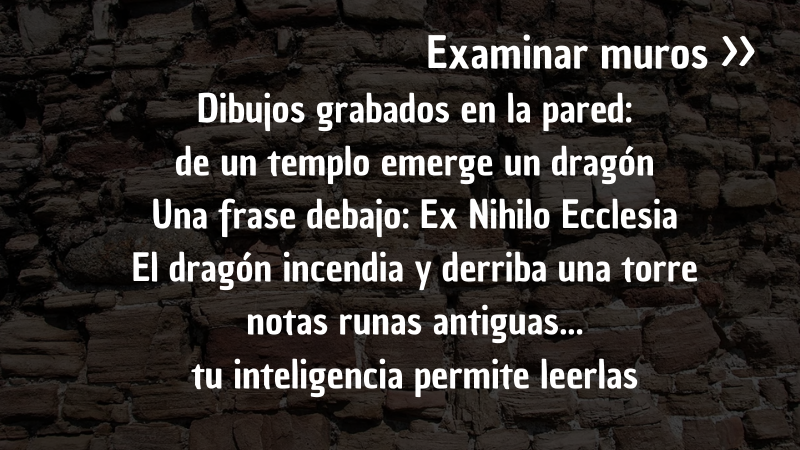 Examinar muros >>
Dibujos grabados en la pared:
de un templo emerge un dragón
Una frase debajo: Ex Nihilo Ecclesia
El dragón incendia y derriba una torre
notas runas antiguas...
tu inteligencia permite leerlas